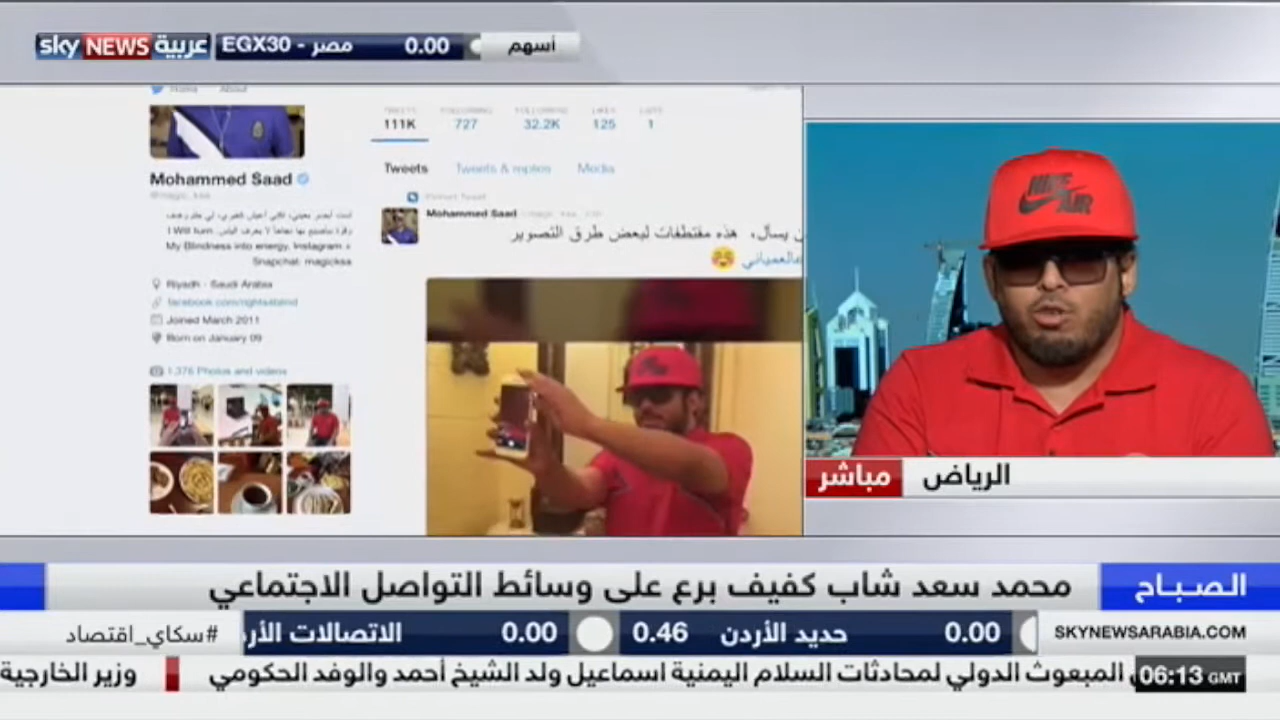 sky NEWS عربية
مصر - EGX30
0.00
أسهم
Home About
TWEETS FOLLOWING FOLLOWERS LIKES LISTS
111K 727 32.2K 125 1
Tweets Tweets & replies Media
Mohammed Saad
Pinned Tweet
Mohammed Saad
يسأل، هذه مقتطفات لبعض طرق التصوير
I Will turn
My Blindness into energy. Instagram +
Snapchat: magicksa
Riyadh - Saudi Arabia
Joined March 2011
Born on January 09
1,376 Photos and videos
NIKE
AIR
مباشر
الرياض
الصباح
محمد سعد شاب كفيف برع على وسائط التواصل الاجتماعي
SKYNEWSARABIA.COM
0.00
حديد الأردن 0.46
0.00
الاتصالات الأر
#سكاي_اقتصاد
06:13 GMT
المبعوث الدولي لمحادثات السلام اليمنية اسماعيل ولد الشيخ أحمد والوفد الحكومي
وزير الخارجية